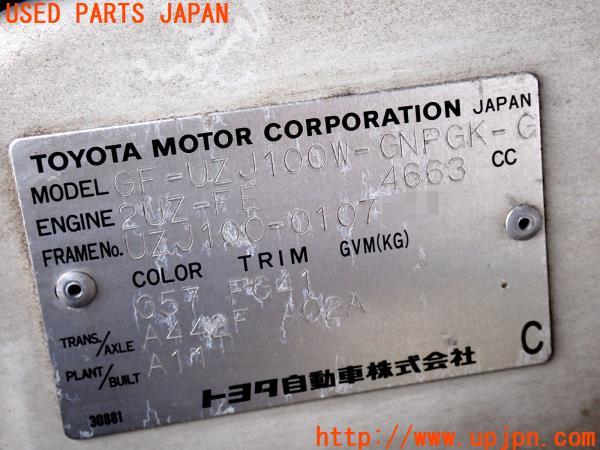 USED PARTS JAPAN
TOYOTA MOTOR CORPORATION JAPAN
MODEL GF-UZJ100W-GNPGK-G
ENGINE 2UZ-FE 4663 CC
FRAME No. UZJ100-0107
COLOR TRIM GVM(KG)
057 FG41
TRANS./AXLE A442F A02A
PLANT/BUILT A11
トヨタ自動車株式会社
C
30881
http://www.upjpn.com/